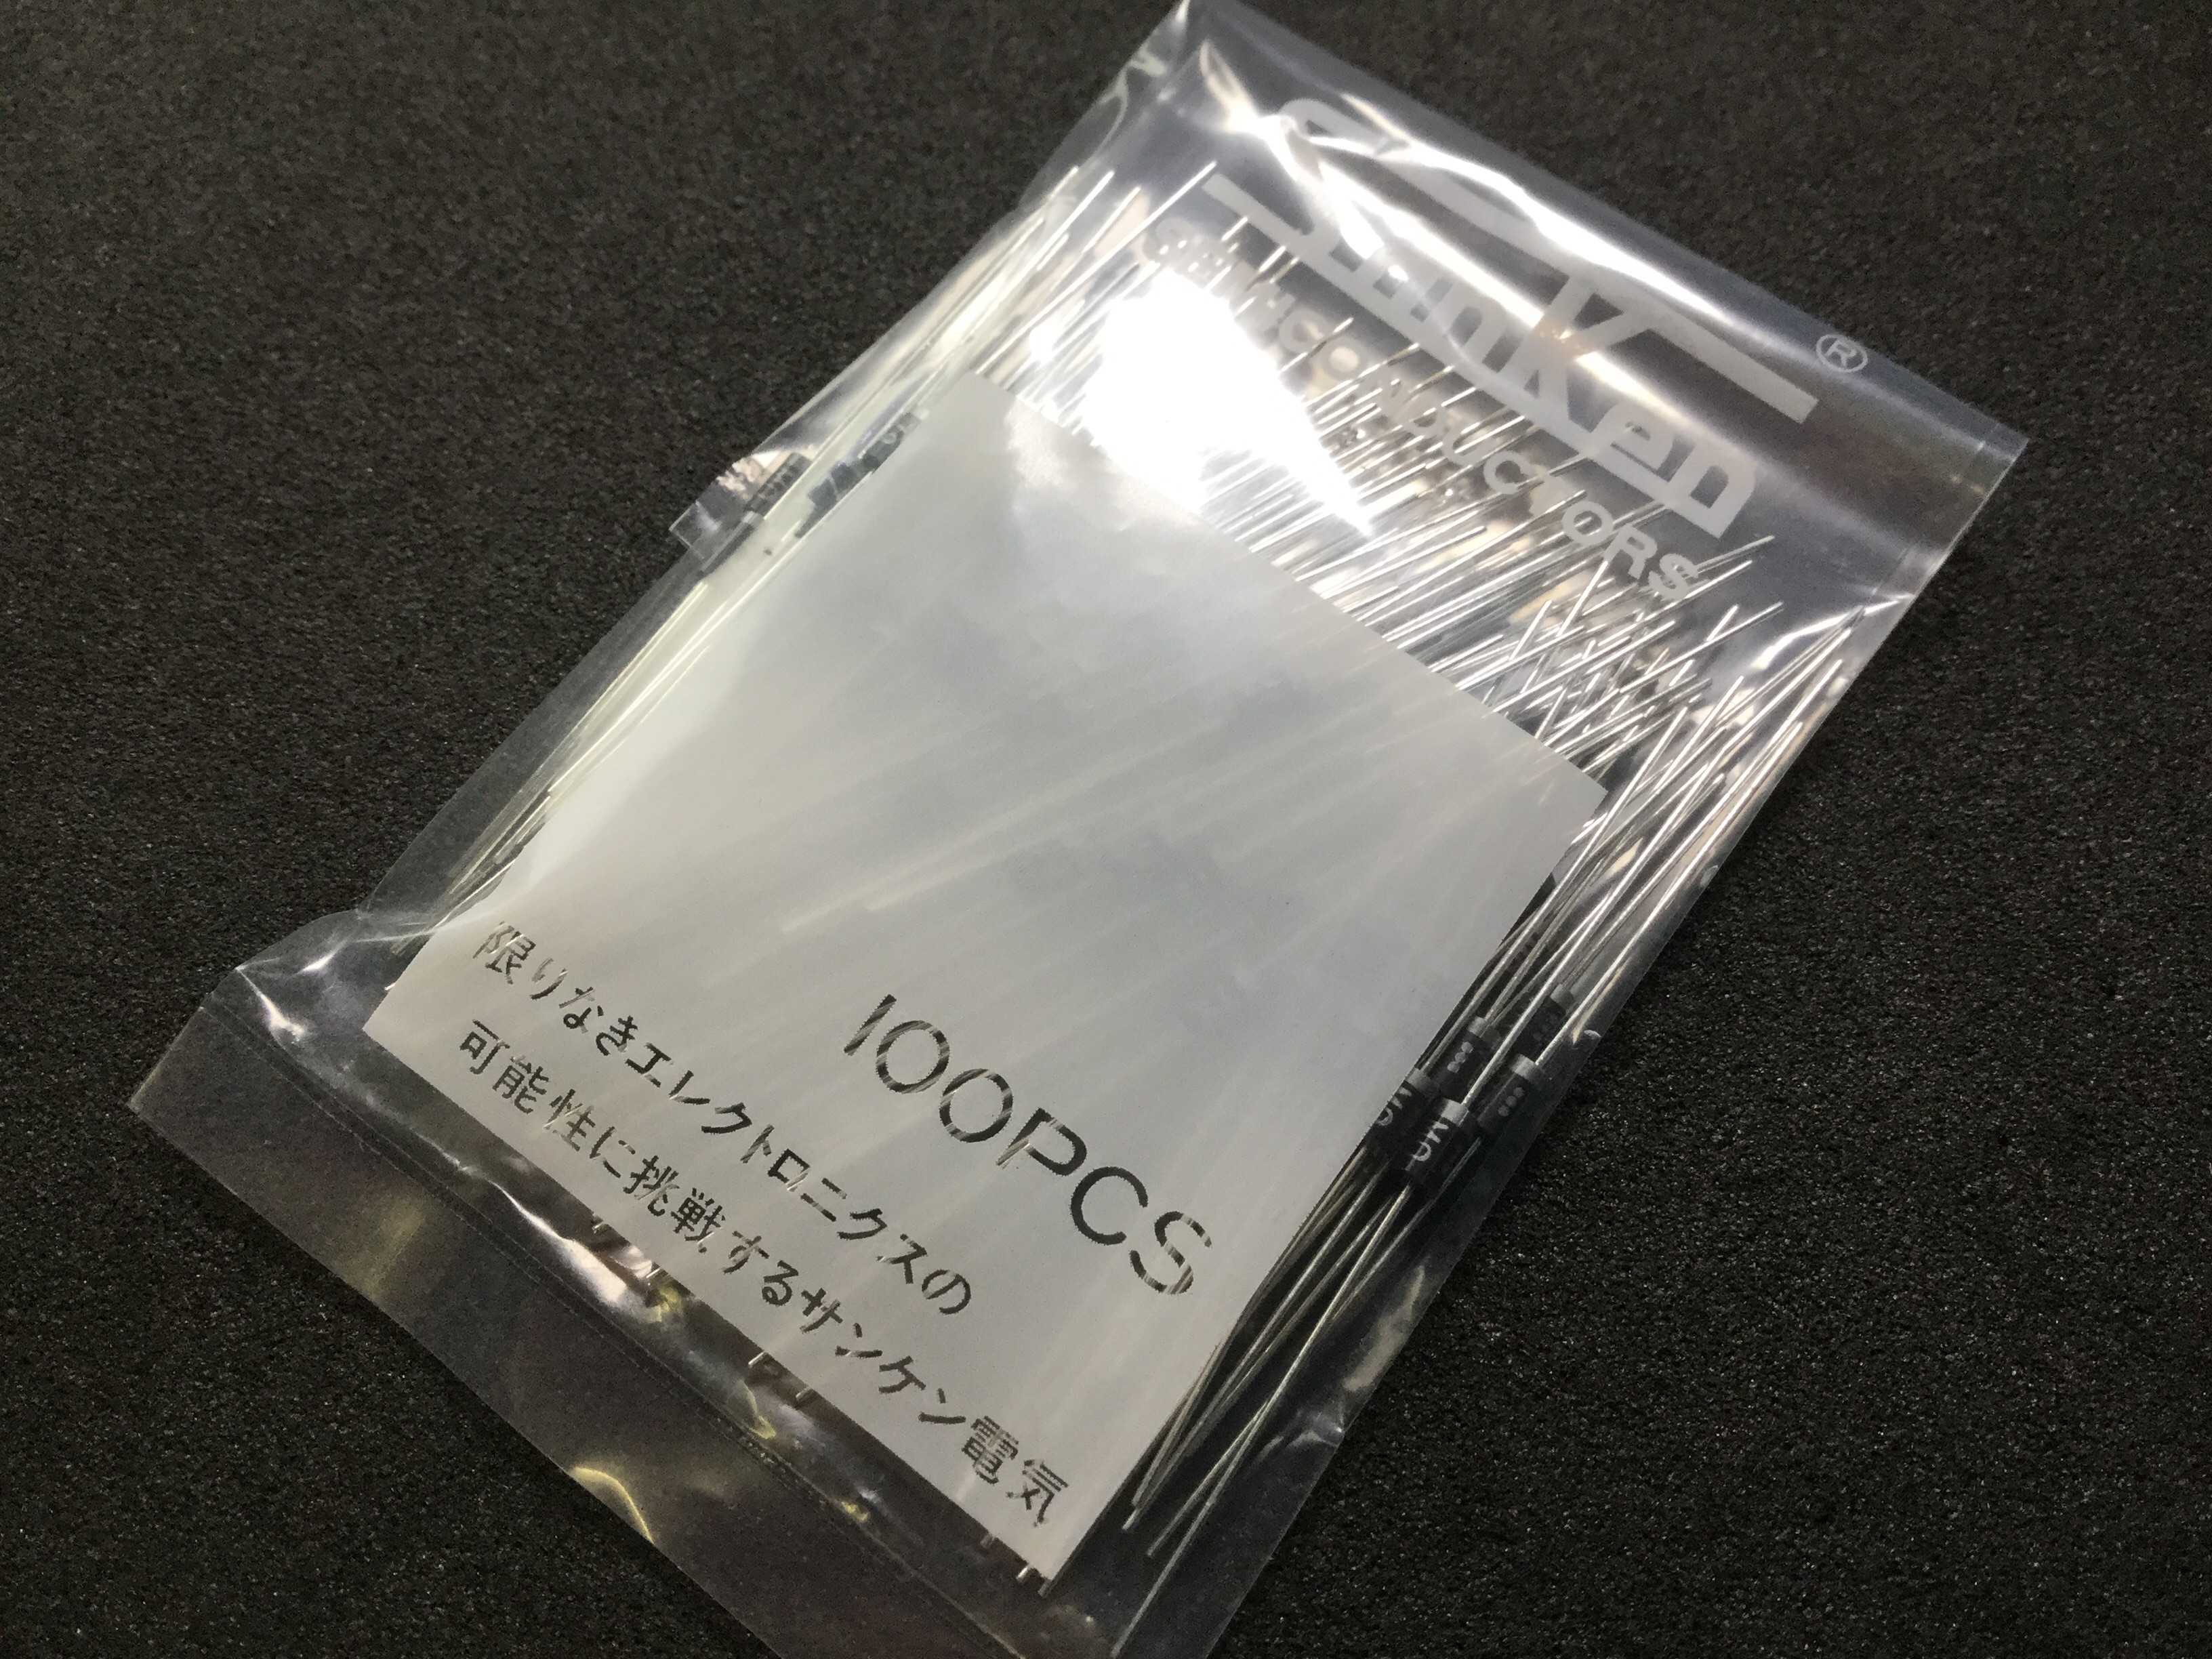 SanKen ®
SEMICONDUCTORS
100PCS
限りなきエレクトロニクスの
可能性に挑戦するサンケン電気